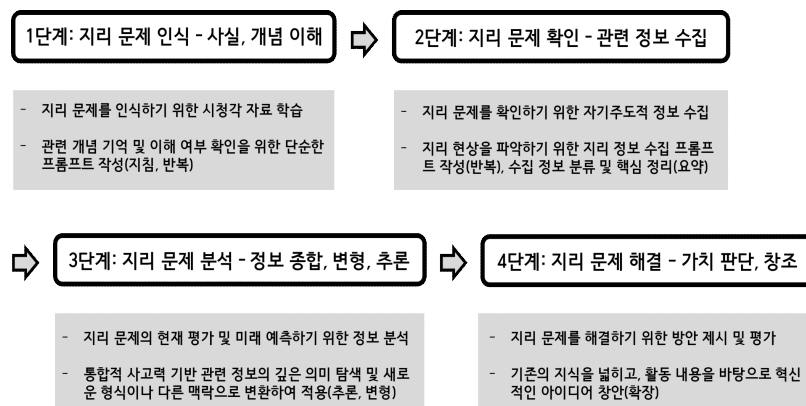 1단계: 지리 문제 인식 - 사실, 개념 이해
2단계: 지리 문제 확인 - 관련 정보 수집
- 지리 문제를 인식하기 위한 시청각 자료 학습
- 관련 개념 기억 및 이해 여부 확인을 위한 단순한
프롬프트 작성(지침, 반복)
- 지리 문제를 확인하기 위한 자기주도적 정보 수집
- 지리 현상을 파악하기 위한 지리 정보 수집 프롬프
트 작성(반복), 수집 정보 분류 및 핵심 정리(요약)
3단계: 지리 문제 분석 - 정보 종합, 변형, 추론
4단계: 지리 문제 해결 - 가치 판단, 창조
- 지리 문제의 현재 평가 및 미래 예측하기 위한 정보 분석
- 통합적 사고력 기반 관련 정보의 깊은 의미 탐색 및 새로
운 형식이나 다른 맥락으로 변환하여 적용(추론, 변형)
- 지리 문제를 해결하기 위한 방안 제시 및 평가
- 기존의 지식을 넓히고, 활동 내용을 바탕으로 혁신
적인 아이디어 창안(확장)